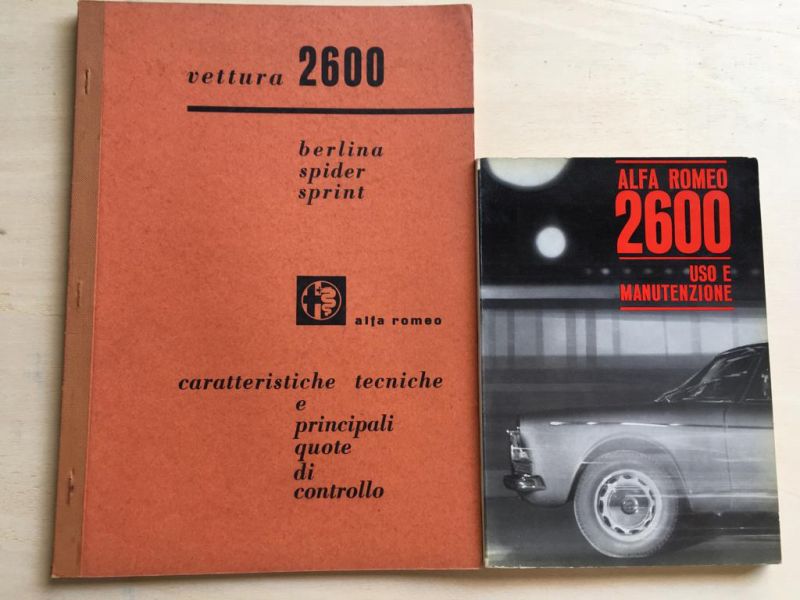 vettura 2600
berlina
spider
sprint
alfa romeo
caratteristiche tecniche
e
principali
quote
di
controllo
ALFA ROMEO
2600
USO E
MANUTENZIONE